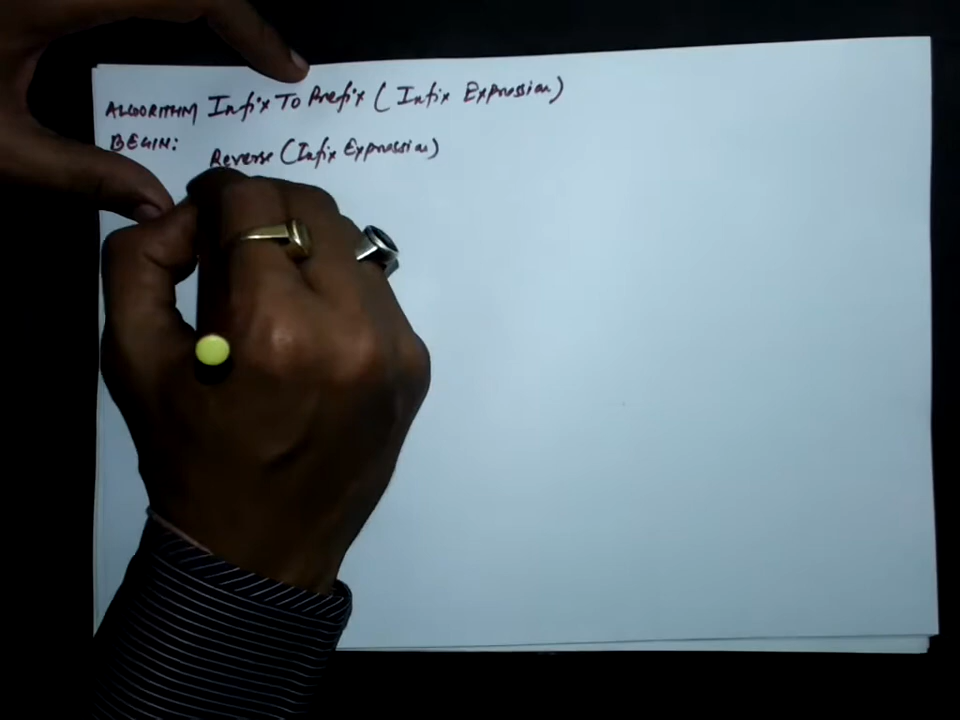 ALGORITHM Infix To Prefix ( Infix Expression)
BEGIN:
Reverse (Infix Expression)